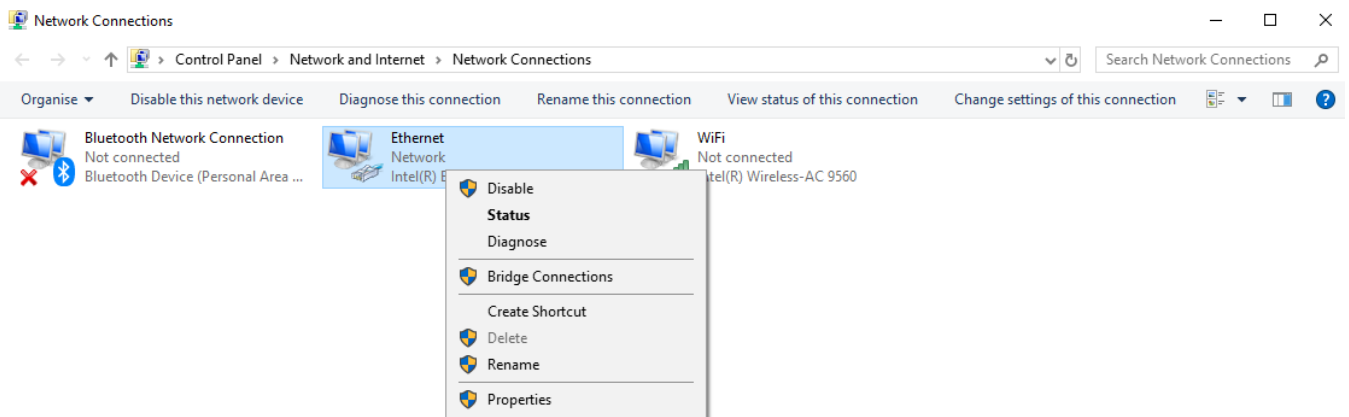 Network Connections
Control Panel > Network and Internet > Network Connections
Search Network Connections
Organise
Disable this network device
Diagnose this connection
Rename this connection
View status of this connection
Change settings of this connection
Bluetooth Network Connection
Not connected
Bluetooth Device (Personal Area ...
Ethernet
Network
Intel(R)
WiFi
Not connected
tel(R) Wireless-AC 9560
Disable
Status
Diagnose
Bridge Connections
Create Shortcut
Delete
Rename
Properties